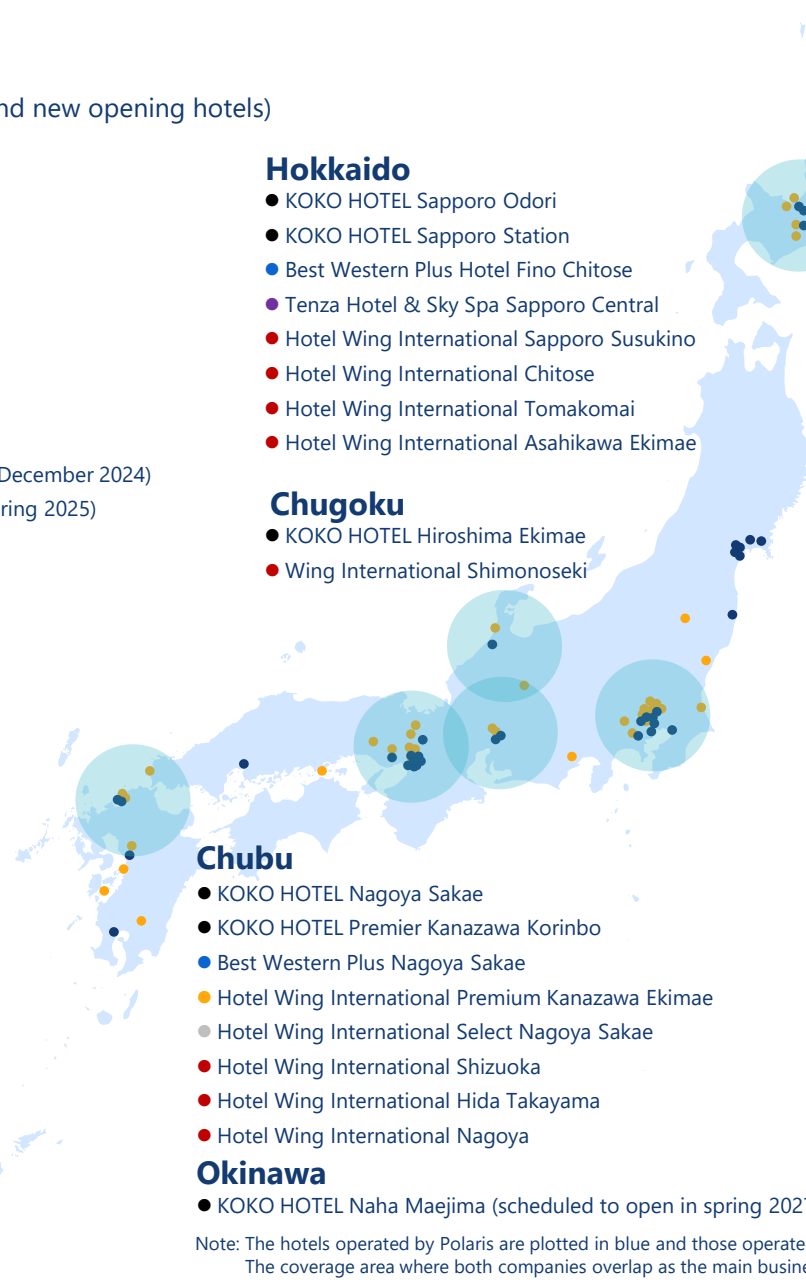 nd new opening hotels)
Hokkaido
KOKO HOTEL Sapporo Odori
KOKO HOTEL Sapporo Station
Best Western Plus Hotel Fino Chitose
Tenza Hotel & Sky Spa Sapporo Central
Hotel Wing International Sapporo Susukino
Hotel Wing International Chitose
Hotel Wing International Tomakomai
Hotel Wing International Asahikawa Ekimae
December 2024)
ring 2025)
Chugoku
KOKO HOTEL Hiroshima Ekimae
Wing International Shimonoseki
Chubu
KOKO HOTEL Nagoya Sakae
KOKO HOTEL Premier Kanazawa Korinbo
Best Western Plus Nagoya Sakae
Hotel Wing International Premium Kanazawa Ekimae
Hotel Wing International Select Nagoya Sakae
Hotel Wing International Shizuoka
Hotel Wing International Hida Takayama
Hotel Wing International Nagoya
Okinawa
KOKO HOTEL Naha Maejima (scheduled to open in spring 202
Note: The hotels operated by Polaris are plotted in blue and those operate
The coverage area where both companies overlap as the main busine